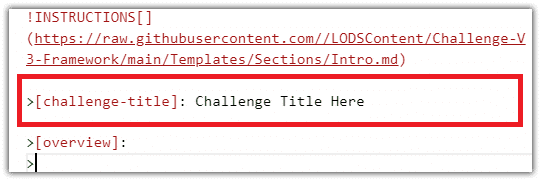 !INSTRUCTIONS[]
(https://raw.githubusercontent.com//LODSContent/Challenge-V
3-Framework/main/Templates/Sections/Intro.md)
>[challenge-title]: Challenge Title Here
>[overview]:
>